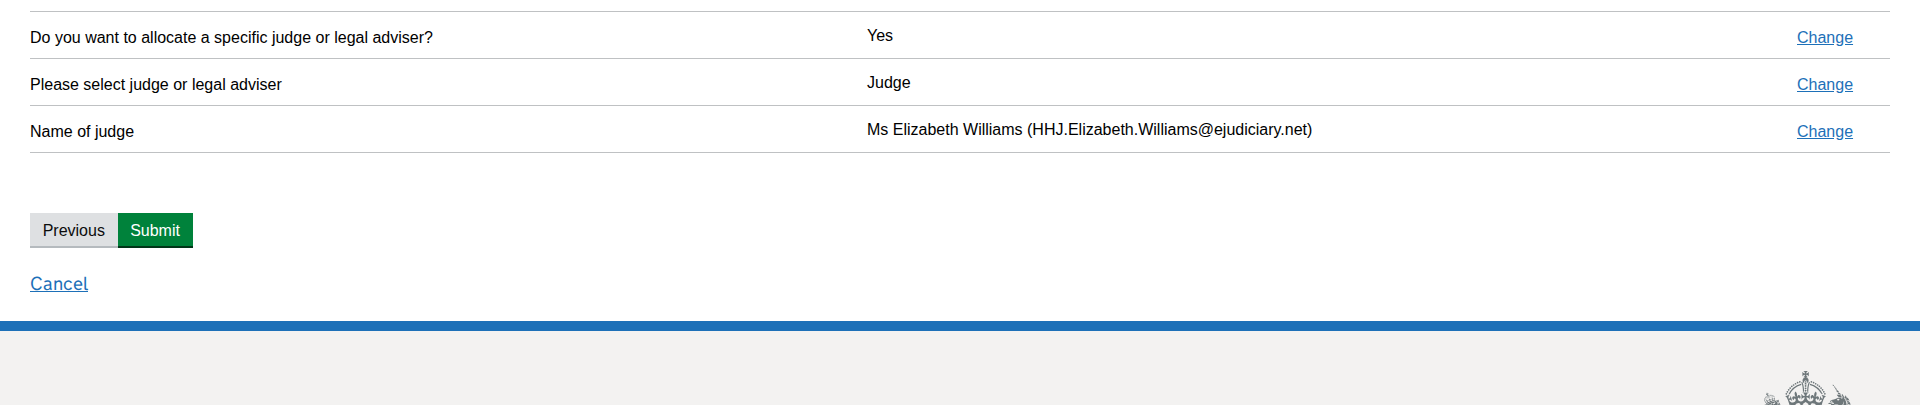 Do you want to allocate a specific judge or legal adviser? Yes Change
Please select judge or legal adviser Judge Change
Name of judge Ms Elizabeth Williams (HHJ.Elizabeth.Williams@ejudiciary.net) Change
Previous Submit
Cancel